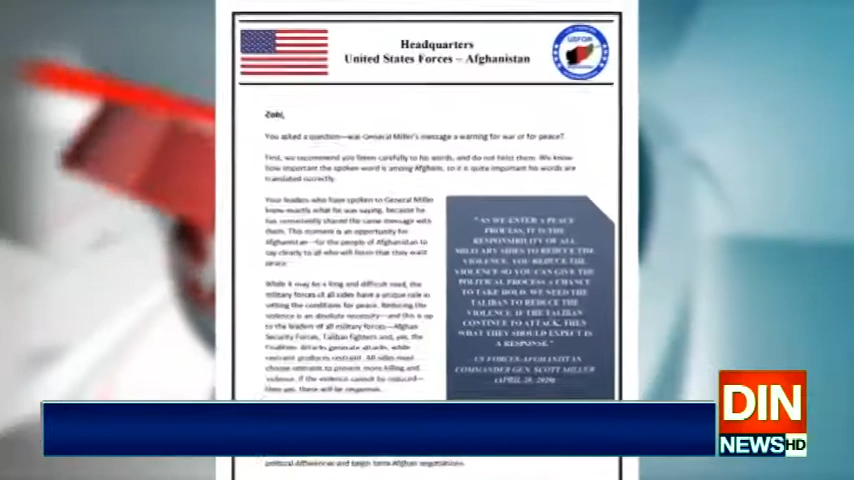 Headquarters
United States Forces – Afghanistan
USFOR
Zabi,
You asked a question—was General Miller's message a warning for war or for peace?
First, we recommend you listen carefully to his words, and do not twist them. We know
how important the spoken word is among Afghans, so it is quite important his words are
translated correctly.
Your leaders who have spoken to General Miller
know exactly what he was saying, because he
has consistently shared the same message with
them. This moment is an opportunity for
Afghanistan—for the people of Afghanistan to
say clearly to all who will listen that they want
peace.
While it may be a long and difficult road, the
military forces of all sides have a unique role in
setting the conditions for peace. Reducing the
violence is an absolute necessity—and this is up
to the leaders of all military forces—Afghan
Security Forces, Taliban fighters and, yes, the
Coalition. Attacks generate attacks, while
restraint produces restraint. All sides must
choose restraint to prevent more killing and
violence. If the violence cannot be reduced—
then yes, there will be responses.
"AS WE ENTER A PEACE
PROCESS, IT IS THE
RESPONSIBILITY OF ALL
MILITARY SIDES TO REDUCE THE
VIOLENCE. YOU REDUCE THE
VIOLENCE SO YOU CAN GIVE THE
POLITICAL PROCESS A CHANCE
TO TAKE HOLD. WE NEED THE
TALIBAN TO REDUCE THE
VIOLENCE. IF THE TALIBAN
CONTINUE TO ATTACK, THEN
WHAT THEY SHOULD EXPECT IS
A RESPONSE."
- US FORCES-AFGHANISTAN
COMMANDER GEN. SCOTT MILLER
political differences and begin Intra-Afghan negotiations.
DIN
NEWS HD